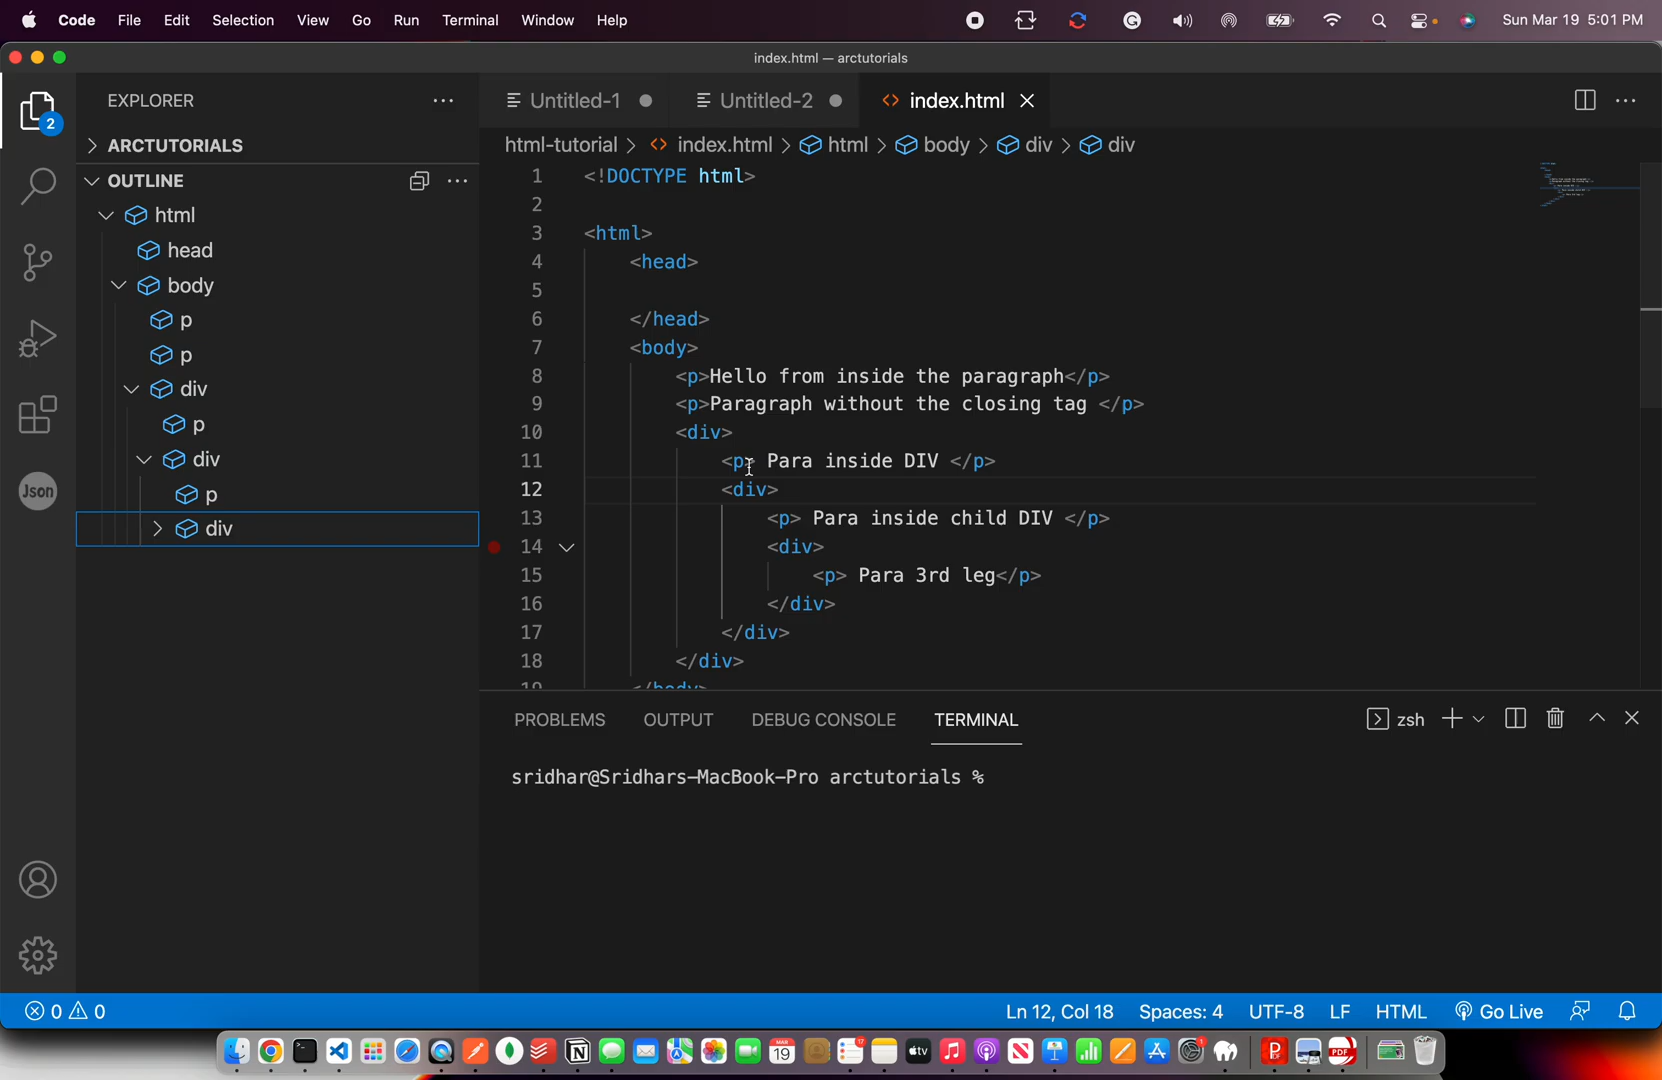 Code File Edit Selection View Go Run Terminal Window Help Sun Mar 19 5:01 PM
index.html — arctutorials
EXPLORER
Untitled-1 Untitled-2 index.html
2
ARCTUTORIALS
html-tutorial > index.html > html > body > div > div
OUTLINE
html
head
body
p
p
div
p
div
p
div
Json
1 <!DOCTYPE html>
2
3 <html>
4 <head>
5
6 </head>
7 <body>
8 <p>Hello from inside the paragraph</p>
9 <p>Paragraph without the closing tag </p>
10 <div>
11 <p> Para inside DIV </p>
12 <div>
13 <p> Para inside child DIV </p>
14 <div>
15 <p> Para 3rd leg</p>
16 </div>
17 </div>
18 </div>
19 </body>
PROBLEMS OUTPUT DEBUG CONSOLE TERMINAL zsh
sridhar@Sridhars-MacBook-Pro arctutorials %
0 0 Ln 12, Col 18 Spaces: 4 UTF-8 LF HTML Go Live